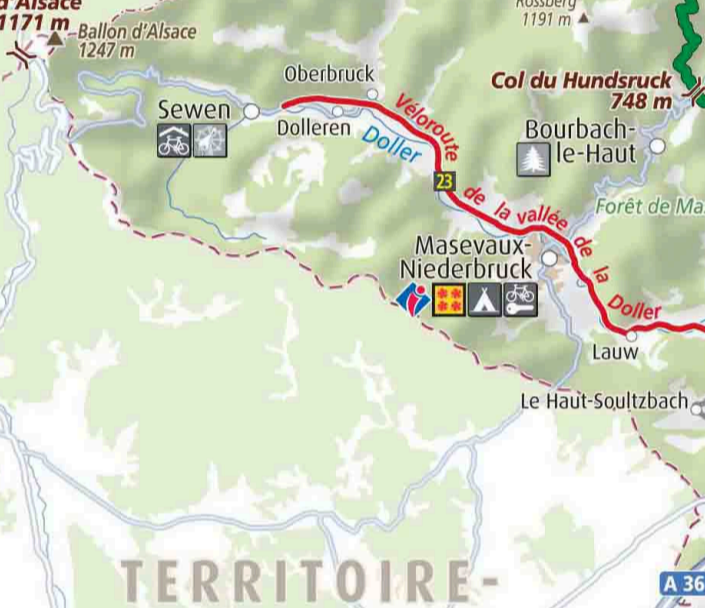 d'Alsace
1171 m
Ballon d'Alsace
1247 m
Rossberg
1191 m
Oberbruck
Col du Hundsruck
748 m
Sewen
Dolleren
Doller
Véloroute de la vallée de la Doller
23
Bourbach-
le-Haut
Forêt de Ma
Masevaux-
Niederbruck
Lauw
Le Haut-Soultzbach
TERRITOIRE-
A 36